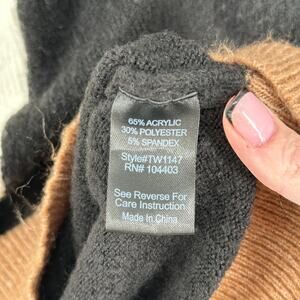 65% ACRYLIC
30% POLYESTER
5% SPANDEX
Style#TW1147
RN# 104403
See Reverse For
Care Instruction
Made In China